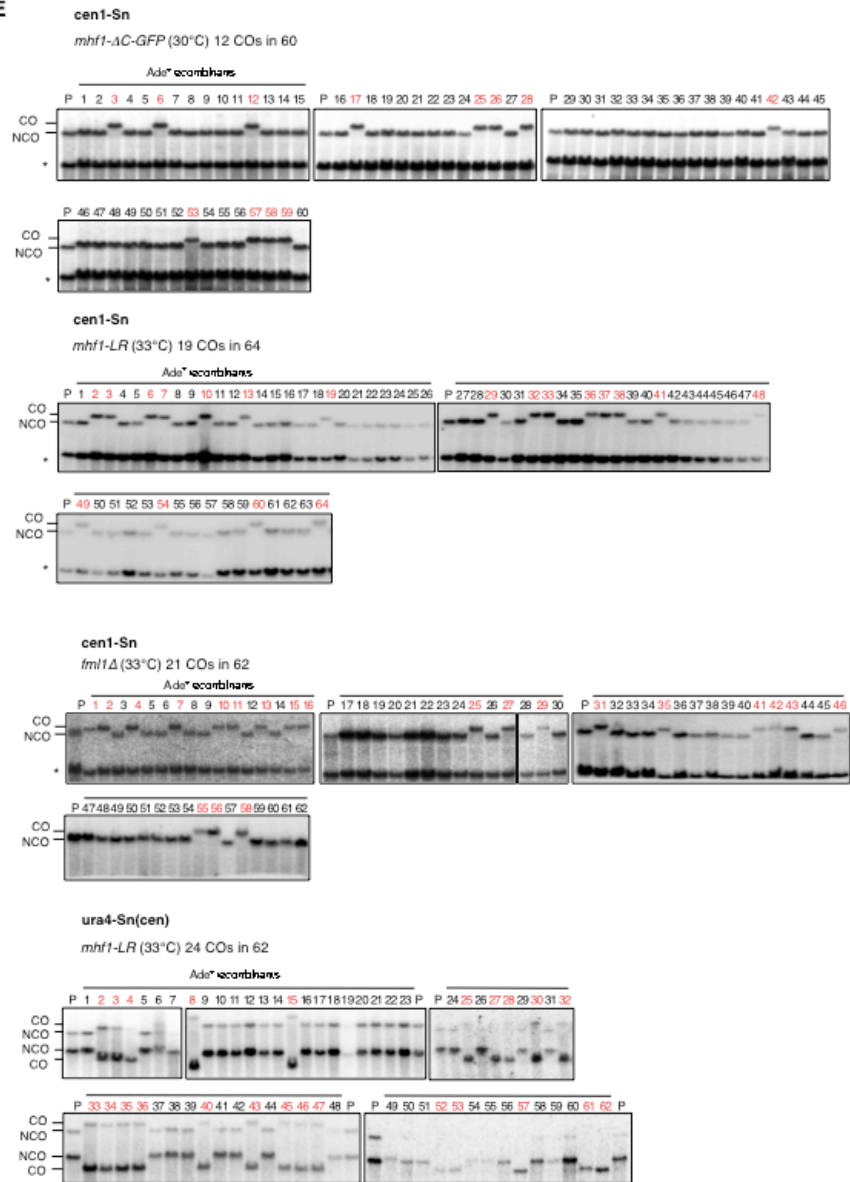 E
cen1-Sn
mhf1-ΔC-GFP (30°C) 12 COs in 60
Ade+ recombinants
P 1 2 3 4 5 6 7 8 9 10 11 12 13 14 15 P 16 17 18 19 20 21 22 23 24 25 26 27 28 P 29 30 31 32 33 34 35 36 37 38 39 40 41 42 43 44 45
CO
NCO
*
P 46 47 48 49 50 51 52 53 54 55 56 57 58 59 60
CO
NCO
*
cen1-Sn
mhf1-LR (33°C) 19 COs in 64
Ade+ recombinants
P 1 2 3 4 5 6 7 8 9 10 11 12 13 14 15 16 17 18 19 20 21 22 23 24 25 26 P 27 28 29 30 31 32 33 34 35 36 37 38 39 40 41 42 43 44 45 46 47 48
CO
NCO
*
P 49 50 51 52 53 54 55 56 57 58 59 60 61 62 63 64
CO
NCO
*
cen1-Sn
fml1Δ (33°C) 21 COs in 62
Ade+ recombinants
P 1 2 3 4 5 6 7 8 9 10 11 12 13 14 15 16 P 17 18 19 20 21 22 23 24 25 26 27 28 29 30 P 31 32 33 34 35 36 37 38 39 40 41 42 43 44 45 46
CO
NCO
*
P 47 48 49 50 51 52 53 54 55 56 57 58 59 60 61 62
CO
NCO
ura4-Sn(cen)
mhf1-LR (33°C) 24 COs in 62
Ade+ recombinants
P 1 2 3 4 5 6 7 8 9 10 11 12 13 14 15 16 17 18 19 20 21 22 23 P P 24 25 26 27 28 29 30 31 32
CO
NCO
NCO
CO
P 33 34 35 36 37 38 39 40 41 42 43 44 45 46 47 48 P P 49 50 51 52 53 54 55 56 57 58 59 60 61 62 P
CO
NCO
NCO
CO